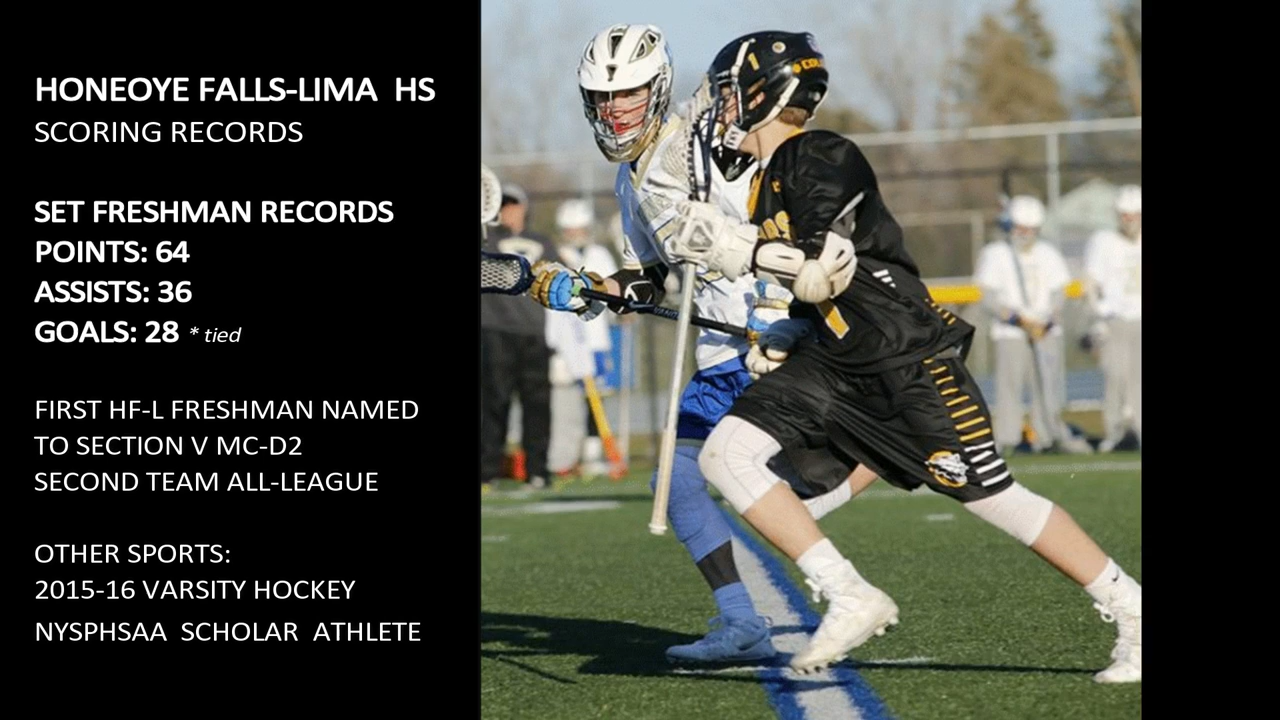 HONEOYE FALLS-LIMA HS
SCORING RECORDS
SET FRESHMAN RECORDS
POINTS: 64
ASSISTS: 36
GOALS: 28 * tied
FIRST HF-L FRESHMAN NAMED
TO SECTION V MC-D2
SECOND TEAM ALL-LEAGUE
OTHER SPORTS:
2015-16 VARSITY HOCKEY
NYSPHSAA SCHOLAR ATHLETE
1